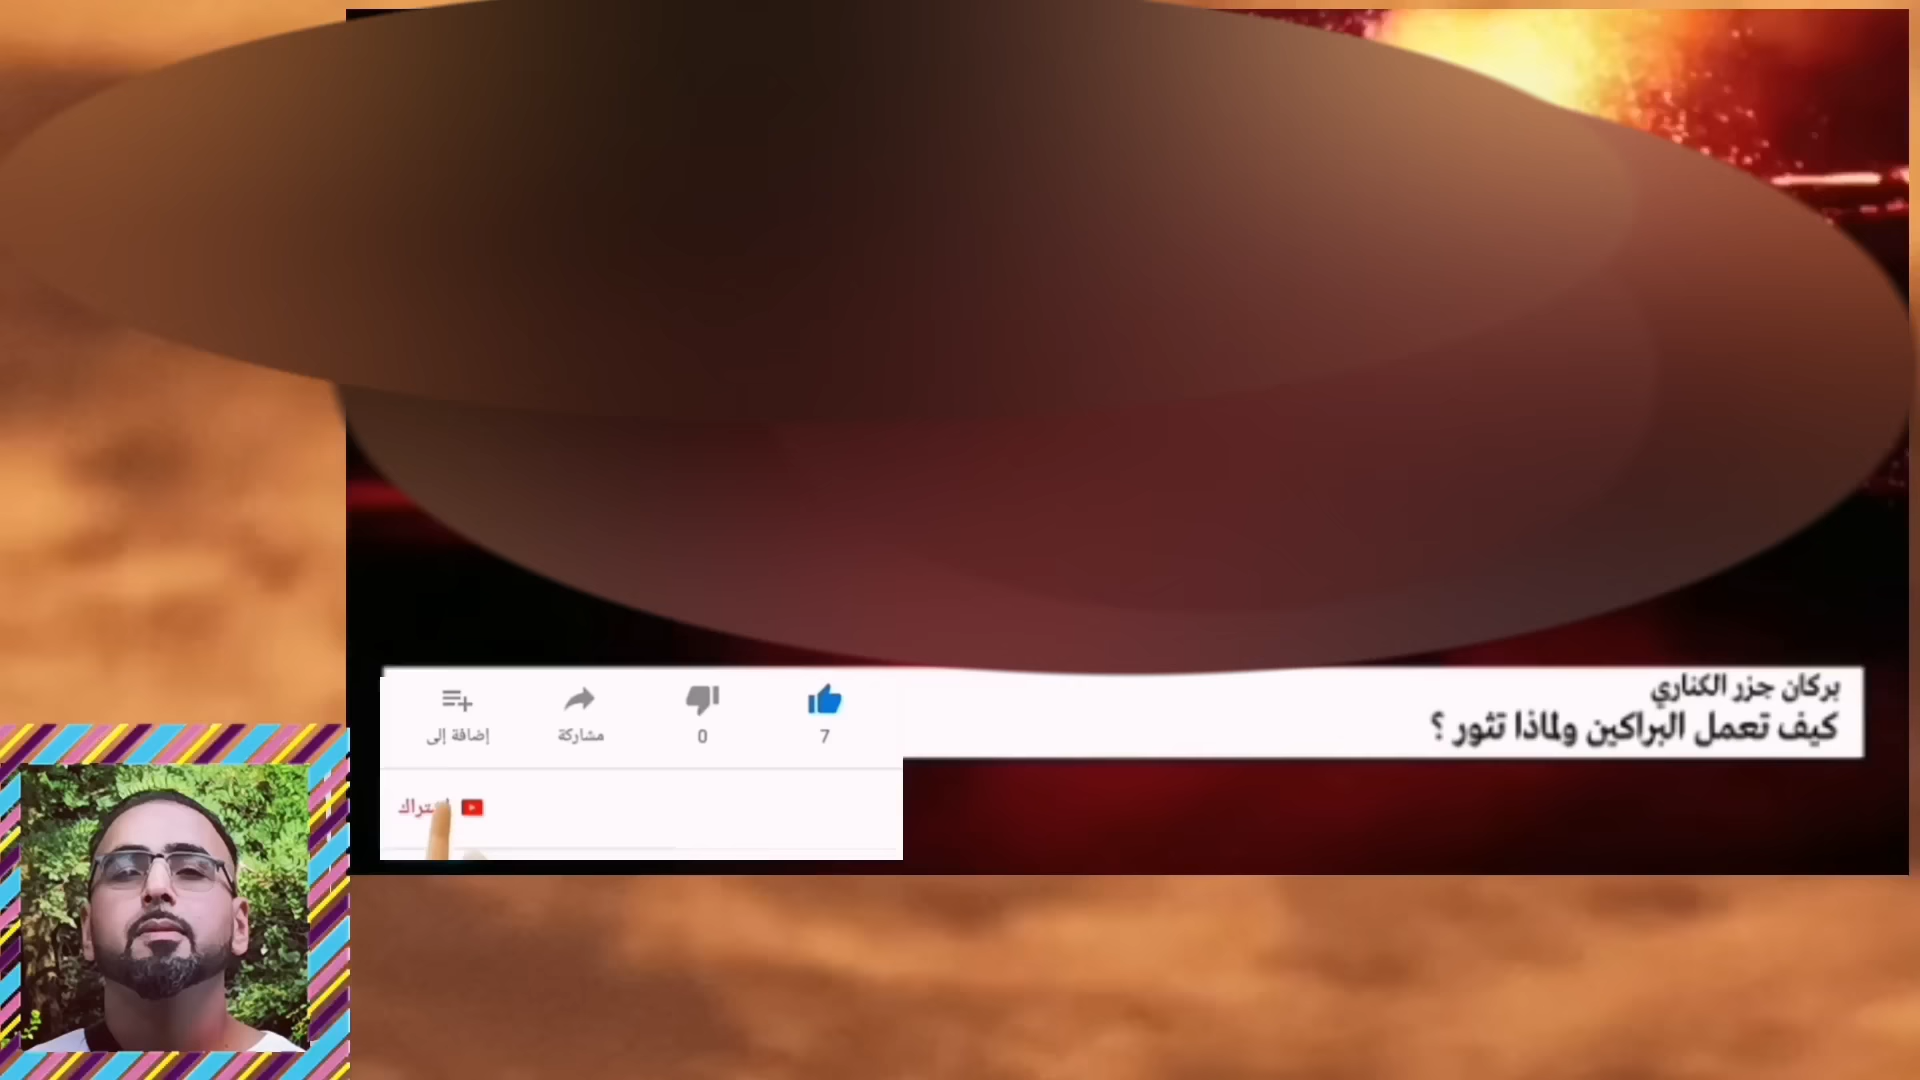 بركان جزر الكناري
كيف تعمل البراكين ولماذا تثور ؟
7
0
مشاركة
إضافة إلى